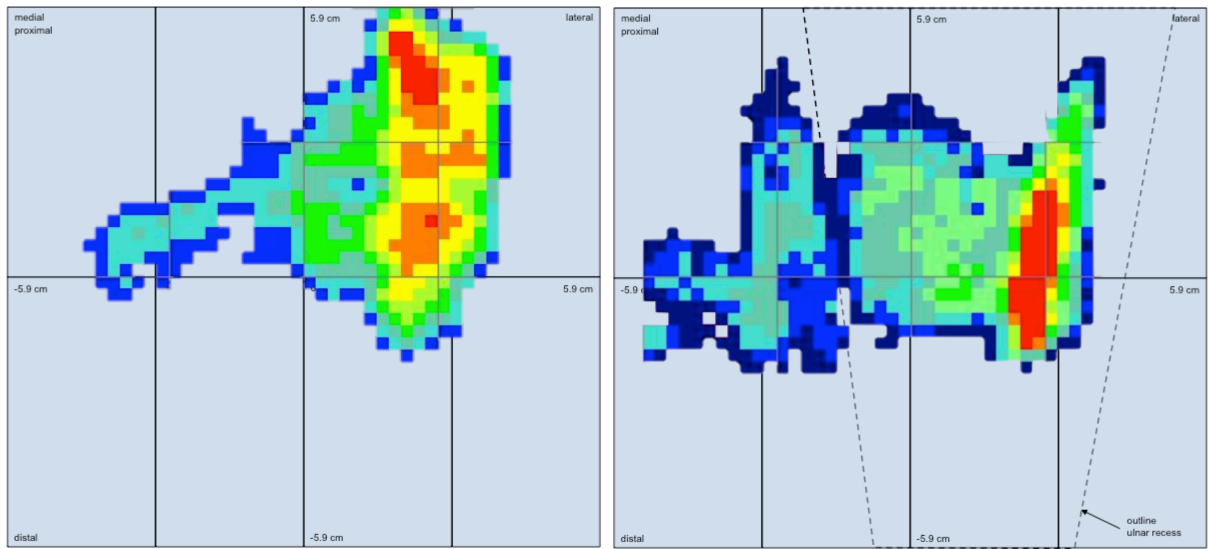 medial
proximal
5.9 cm
lateral
-5.9 cm
5.9 cm
distal
-5.9 cm
medial
proximal
5.9 cm
lateral
-5.9
5.9 cm
outline
ulnar recess
distal
-5.9 cm